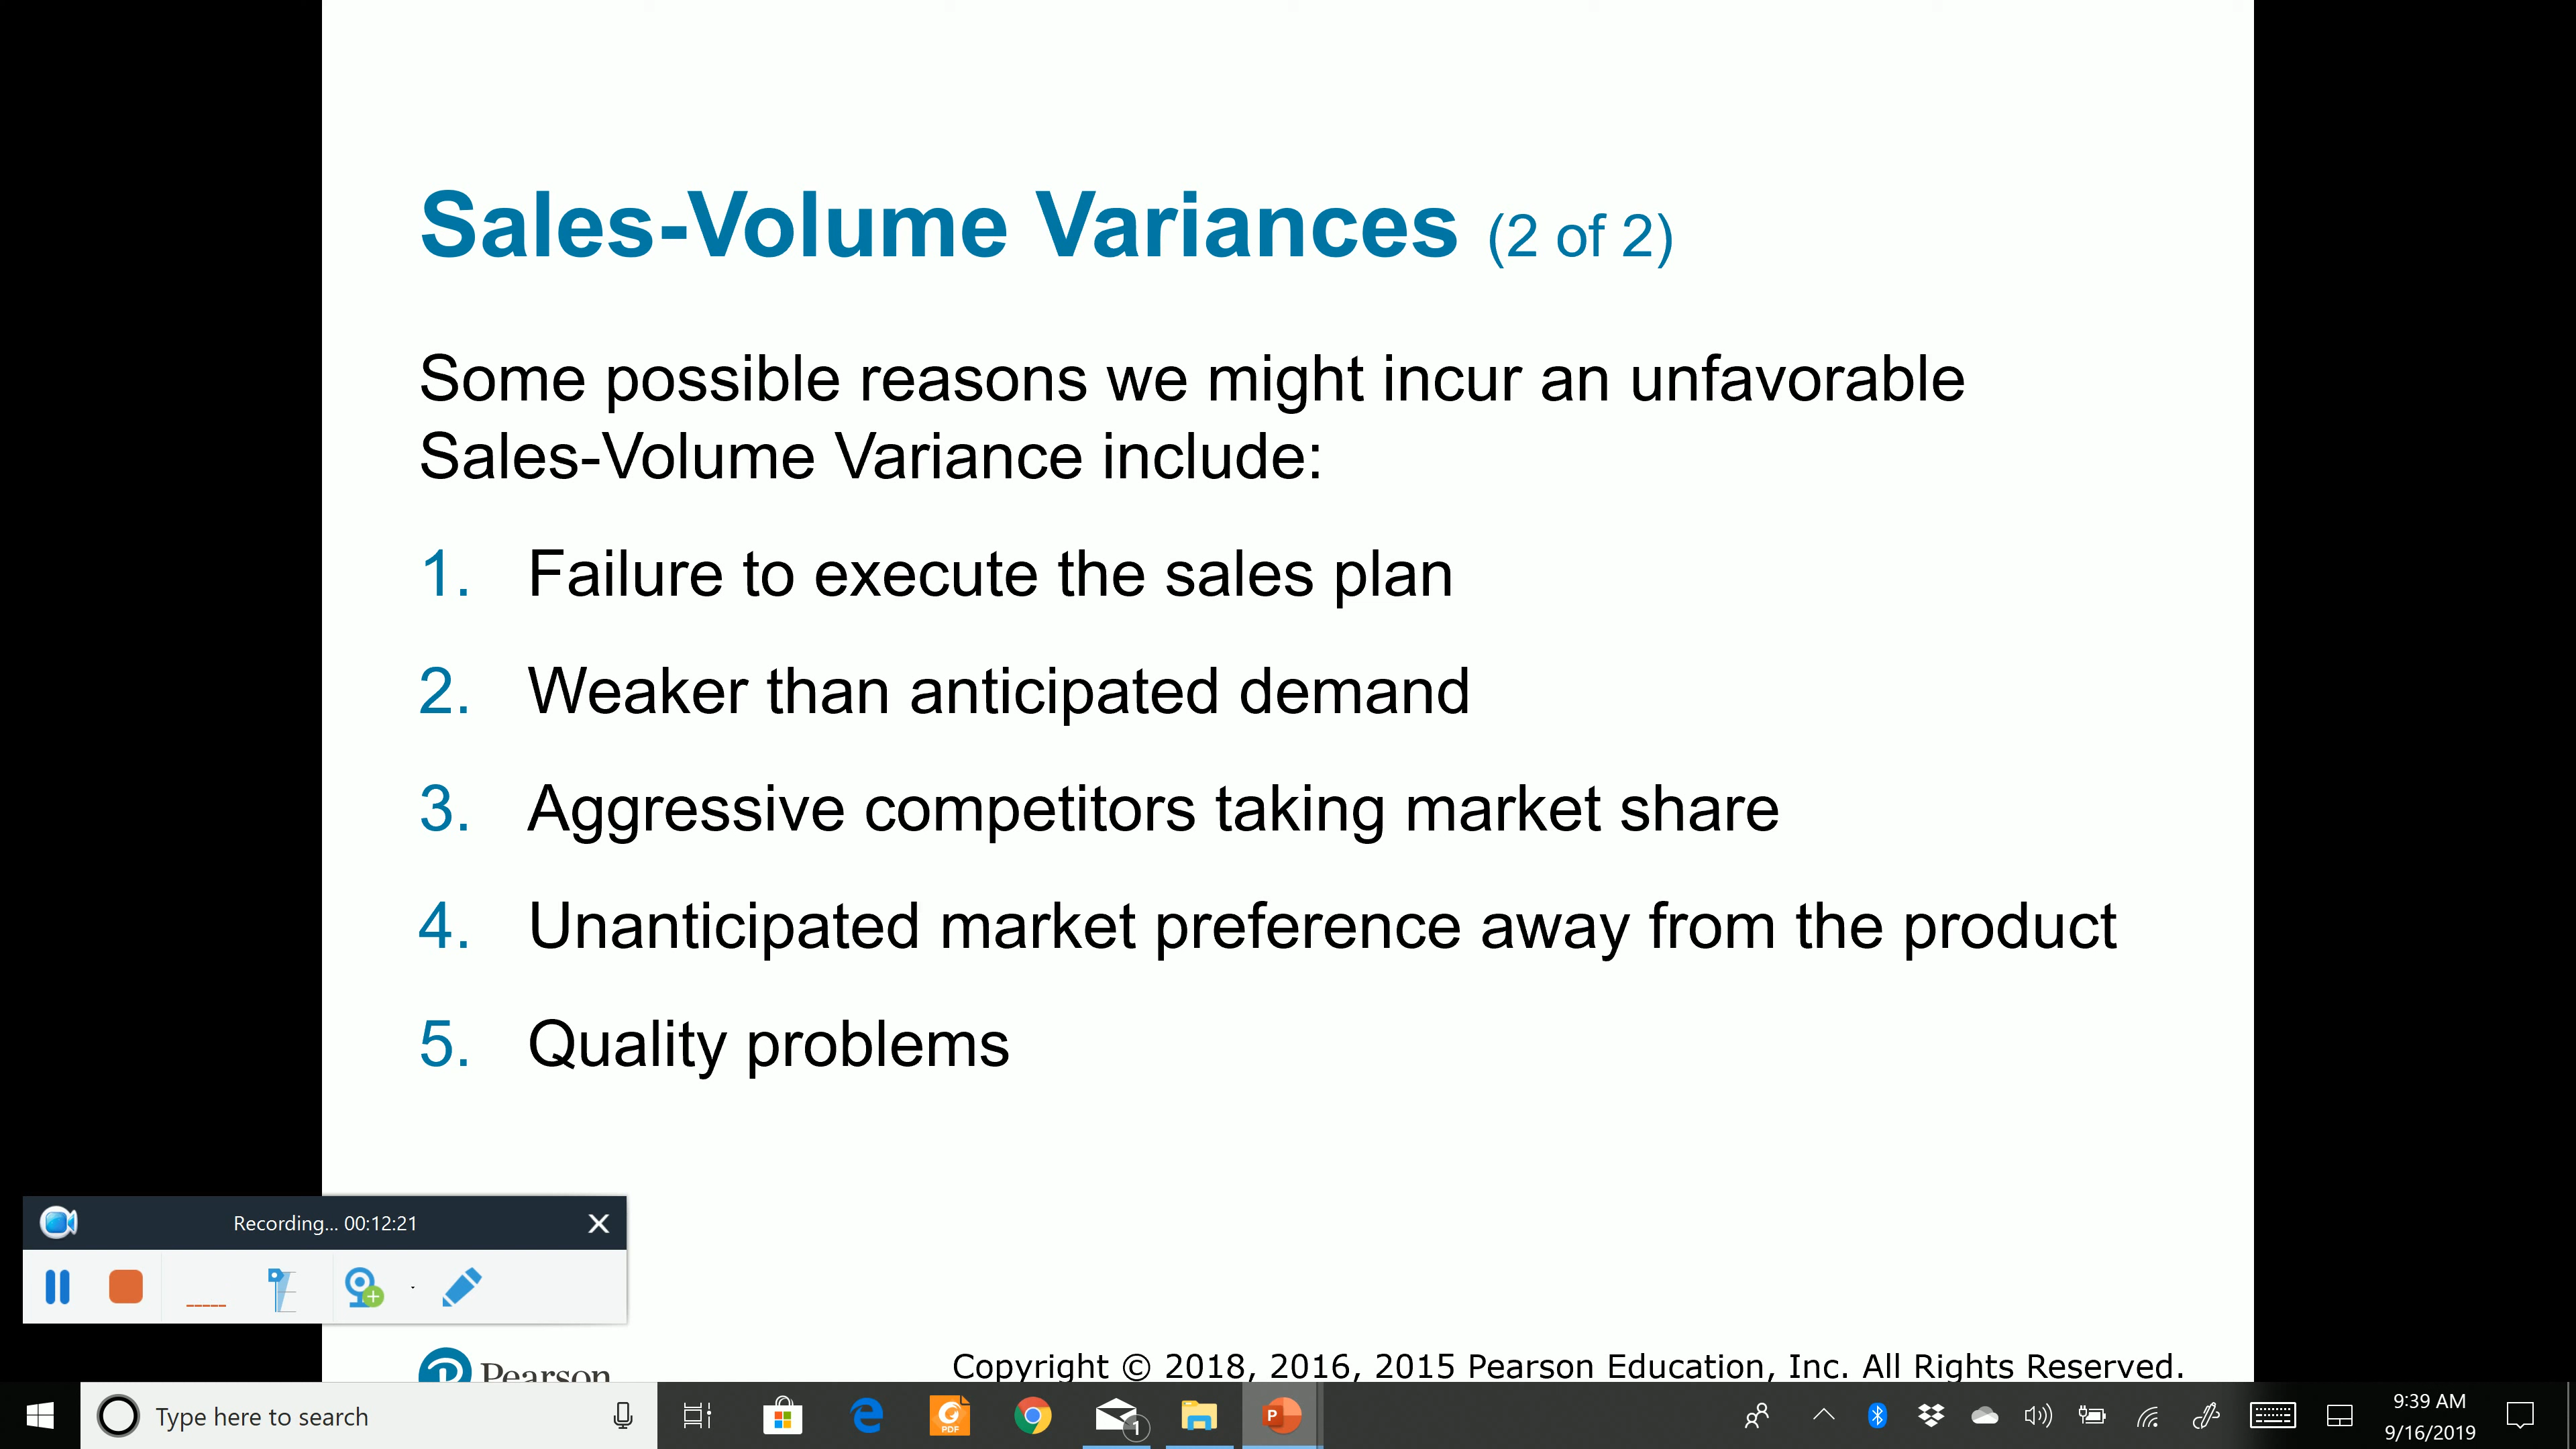 Sales-Volume Variances (2 of 2)
Some possible reasons we might incur an unfavorable
Sales-Volume Variance include:
1. Failure to execute the sales plan
2. Weaker than anticipated demand
3. Aggressive competitors taking market share
4. Unanticipated market preference away from the product
5. Quality problems
Recording... 00:12:21
Pearson
Copyright © 2018, 2016, 2015 Pearson Education, Inc. All Rights Reserved.
Type here to search
PDF
1
P
9:39 AM
9/16/2019